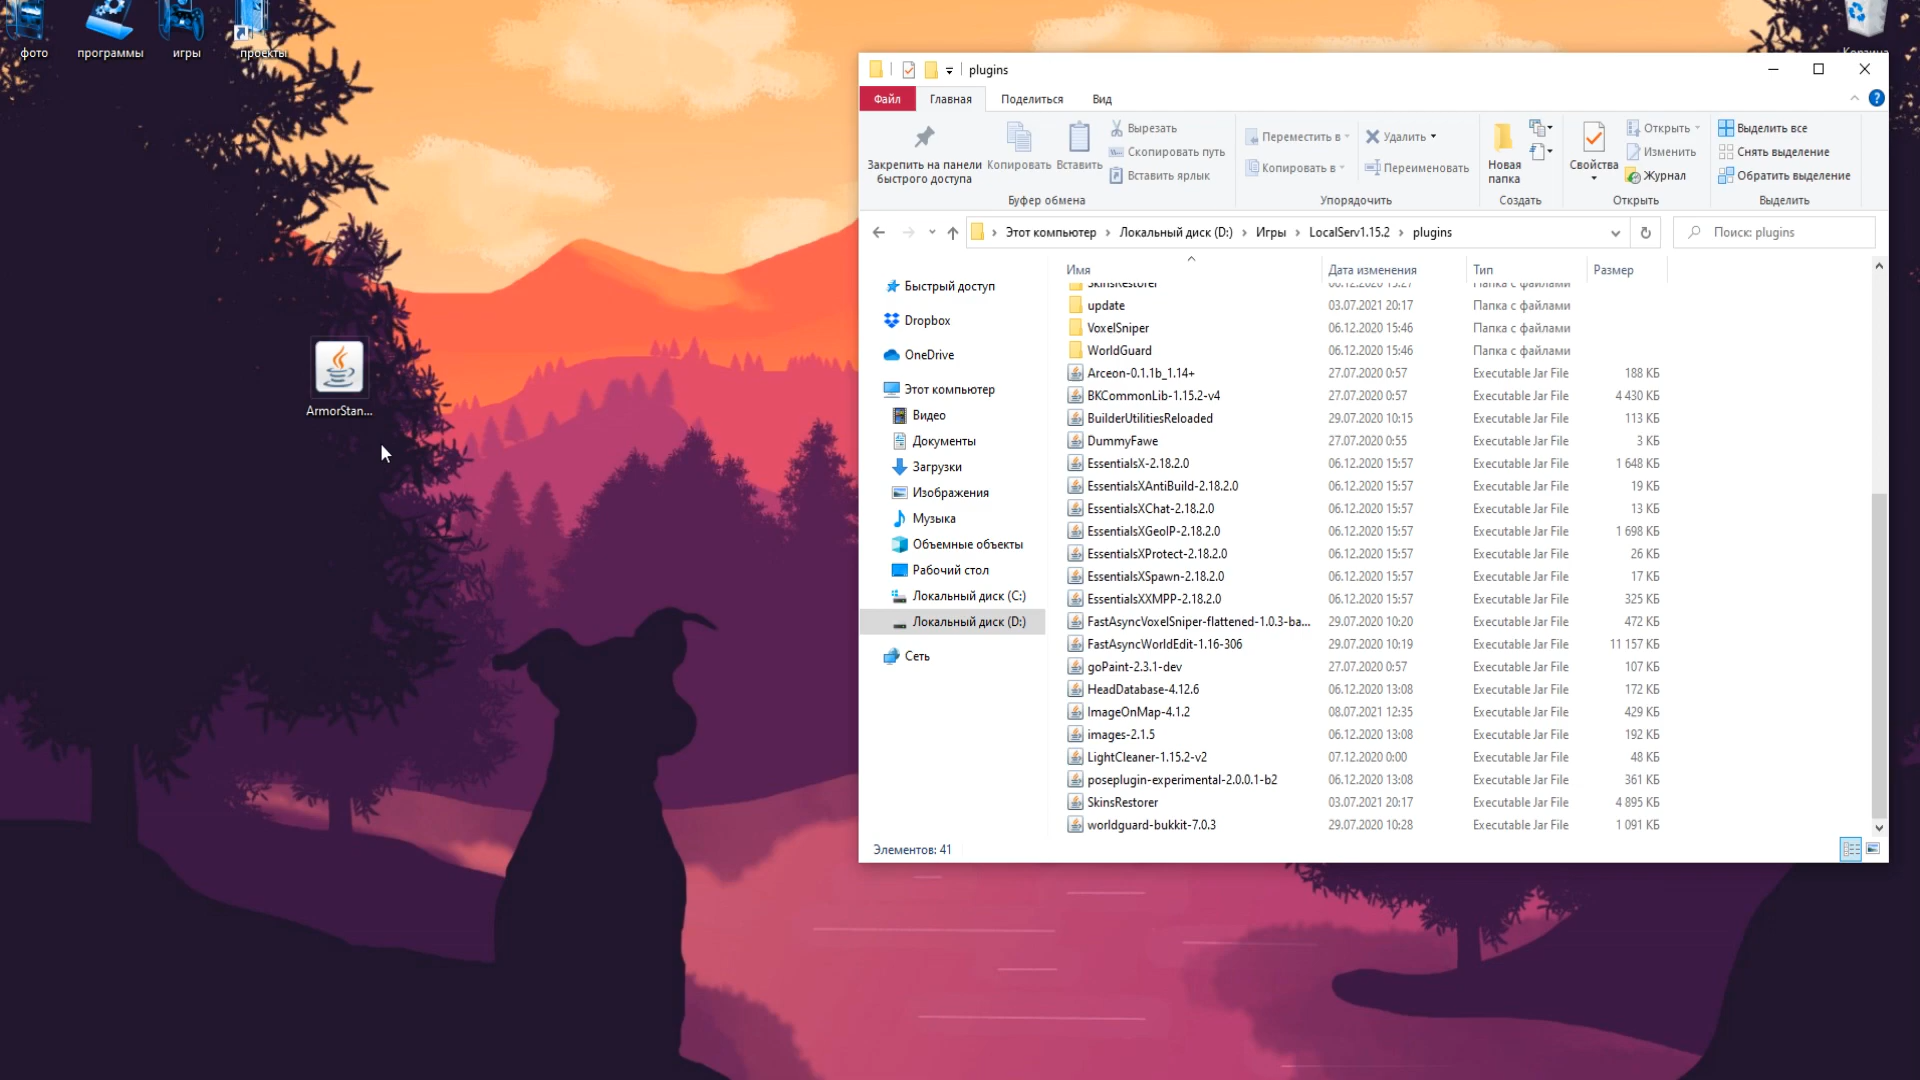 фото
программы
игры
проекты
plugins
Файл
Главная
Поделиться
Вид
Закрепить на панели
быстрого доступа
Копировать
Вставить
Вырезать
Скопировать путь
Вставить ярлык
Буфер обмена
Переместить в
Копировать в
Удалить
Переименовать
Упорядочить
Новая
папка
Создать
Свойства
Открыть
Изменить
Журнал
Открыть
Выделить все
Снять выделение
Обратить выделение
Выделить
Этот компьютер › Локальный диск (D:) › Игры › LocalServ1.15.2 › plugins
Поиск: plugins
ArmorStan...
Быстрый доступ
Dropbox
OneDrive
Этот компьютер
Видео
Документы
Загрузки
Изображения
Музыка
Объемные объекты
Рабочий стол
Локальный диск (C:)
Локальный диск (D:)
Сеть
Имя Дата изменения Тип Размер
SkinsRestorer 06.12.2020 13:27 Папка с файлами
update 03.07.2021 20:17 Папка с файлами
VoxelSniper 06.12.2020 15:46 Папка с файлами
WorldGuard 06.12.2020 15:46 Папка с файлами
Arceon-0.1.1b_1.14+ 27.07.2020 0:57 Executable Jar File 188 КБ
BKCommonLib-1.15.2-v4 27.07.2020 0:57 Executable Jar File 4 430 КБ
BuilderUtilitiesReloaded 29.07.2020 10:15 Executable Jar File 113 КБ
DummyFawe 27.07.2020 0:55 Executable Jar File 3 КБ
EssentialsX-2.18.2.0 06.12.2020 15:57 Executable Jar File 1 648 КБ
EssentialsXAntiBuild-2.18.2.0 06.12.2020 15:57 Executable Jar File 19 КБ
EssentialsXChat-2.18.2.0 06.12.2020 15:57 Executable Jar File 13 КБ
EssentialsXGeoIP-2.18.2.0 06.12.2020 15:57 Executable Jar File 1 698 КБ
EssentialsXProtect-2.18.2.0 06.12.2020 15:57 Executable Jar File 26 КБ
EssentialsXSpawn-2.18.2.0 06.12.2020 15:57 Executable Jar File 17 КБ
EssentialsXXMPP-2.18.2.0 06.12.2020 15:57 Executable Jar File 325 КБ
FastAsyncVoxelSniper-flattened-1.0.3-ba... 29.07.2020 10:20 Executable Jar File 472 КБ
FastAsyncWorldEdit-1.16-306 29.07.2020 10:19 Executable Jar File 11 157 КБ
goPaint-2.3.1-dev 27.07.2020 0:57 Executable Jar File 107 КБ
HeadDatabase-4.12.6 06.12.2020 13:08 Executable Jar File 172 КБ
ImageOnMap-4.1.2 08.07.2021 12:35 Executable Jar File 429 КБ
images-2.1.5 06.12.2020 13:08 Executable Jar File 192 КБ
LightCleaner-1.15.2-v2 07.12.2020 0:00 Executable Jar File 48 КБ
poseplugin-experimental-2.0.0.1-b2 06.12.2020 13:08 Executable Jar File 361 КБ
SkinsRestorer 03.07.2021 20:17 Executable Jar File 4 895 КБ
worldguard-bukkit-7.0.3 29.07.2020 10:28 Executable Jar File 1 091 КБ
Элементов: 41